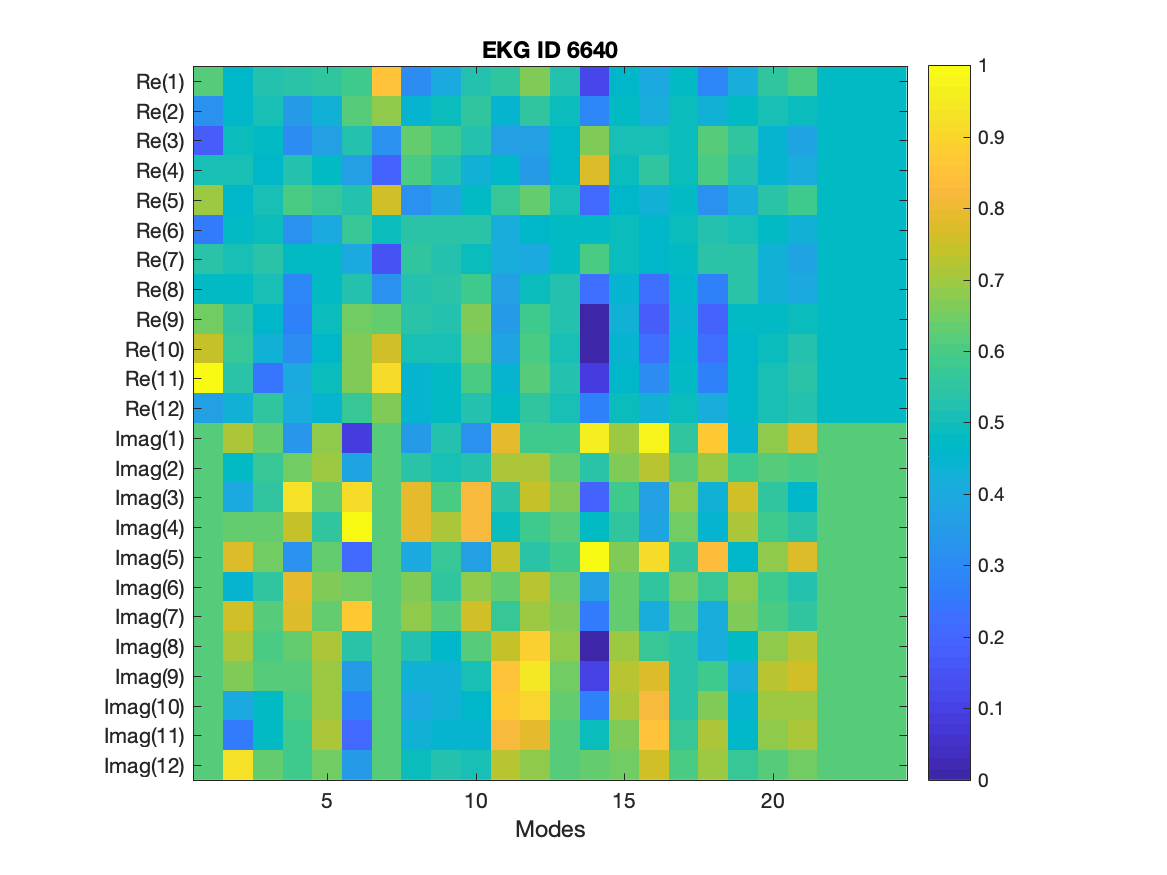 EKG ID 6640
Re(1)
Re(2)
Re(3)
Re(4)
Re(5)
Re(6)
Re(7)
Re(8)
Re(9)
Re(10)
Re(11)
Re(12)
Imag(1)
Imag(2)
Imag(3)
Imag(4)
Imag(5)
Imag(6)
Imag(7)
Imag(8)
Imag(9)
Imag(10)
Imag(11)
Imag(12)
5 10 15 20
Modes
1
0.9
0.8
0.7
0.6
0.5
0.4
0.3
0.2
0.1
0